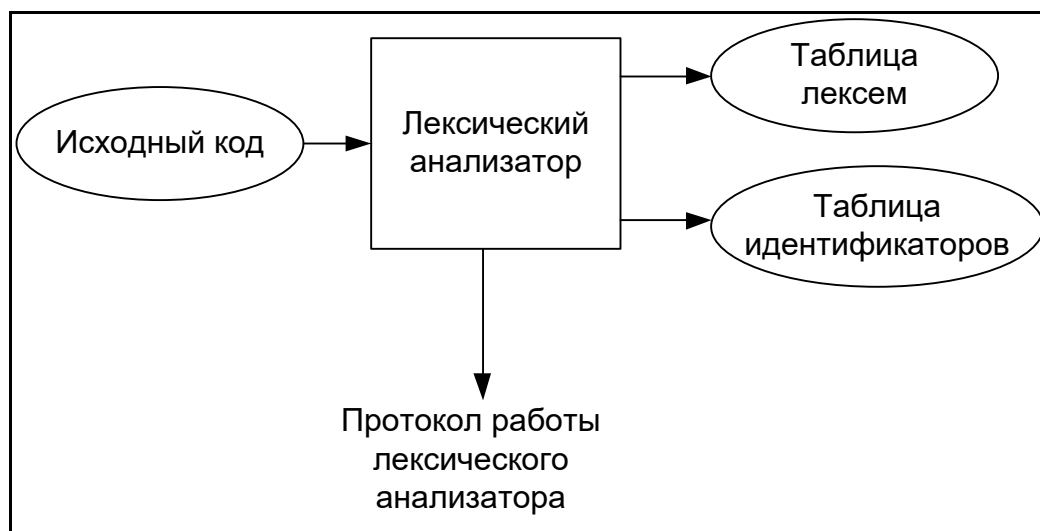 Исходный код
Лексический
анализатор
Таблица
лексем
Таблица
идентификаторов
Протокол работы
лексического
анализатора